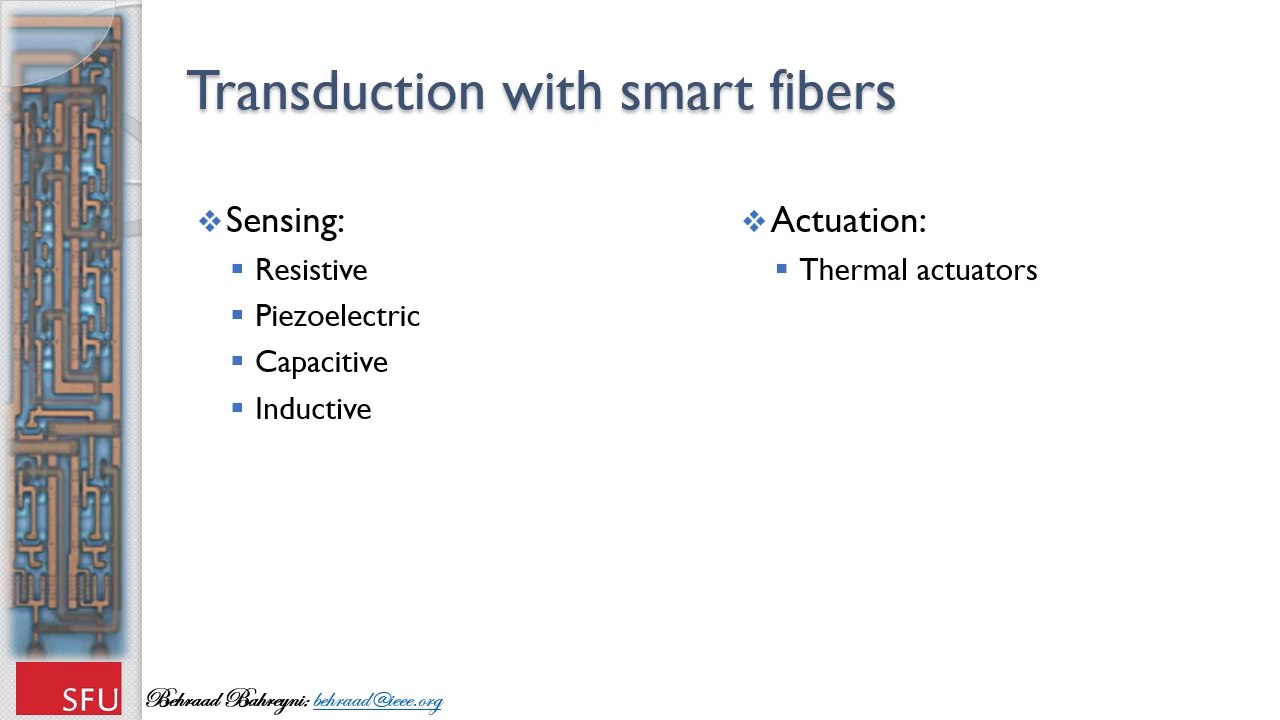 Transduction with smart fibers
Sensing:
Resistive
Piezoelectric
Capacitive
Inductive
Actuation:
Thermal actuators
SFU
Behraad Bahreyni; behraad@ieee.org